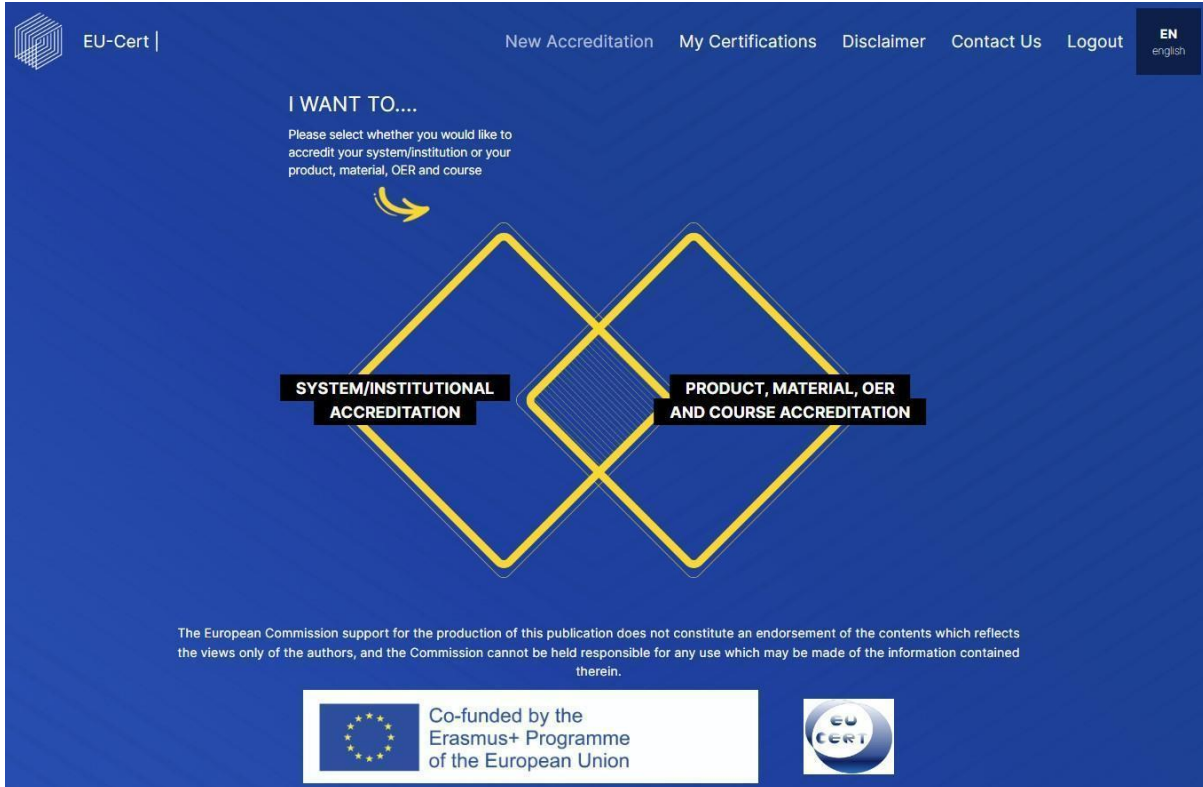 EU-Cert |
New Accreditation
My Certifications
Disclaimer
Contact Us
Logout
EN
english
I WANT TO....
Please select whether you would like to
accredit your system/institution or your
product, material, OER and course
SYSTEM/INSTITUTIONAL
ACCREDITATION
PRODUCT, MATERIAL, OER
AND COURSE ACCREDITATION
The European Commission support for the production of this publication does not constitute an endorsement of the contents which reflects
the views only of the authors, and the Commission cannot be held responsible for any use which may be made of the information contained
therein.
Co-funded by the
Erasmus+ Programme
of the European Union
EU
CERT